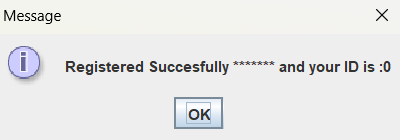 Message
Registered Succesfully ******* and your ID is :0
OK